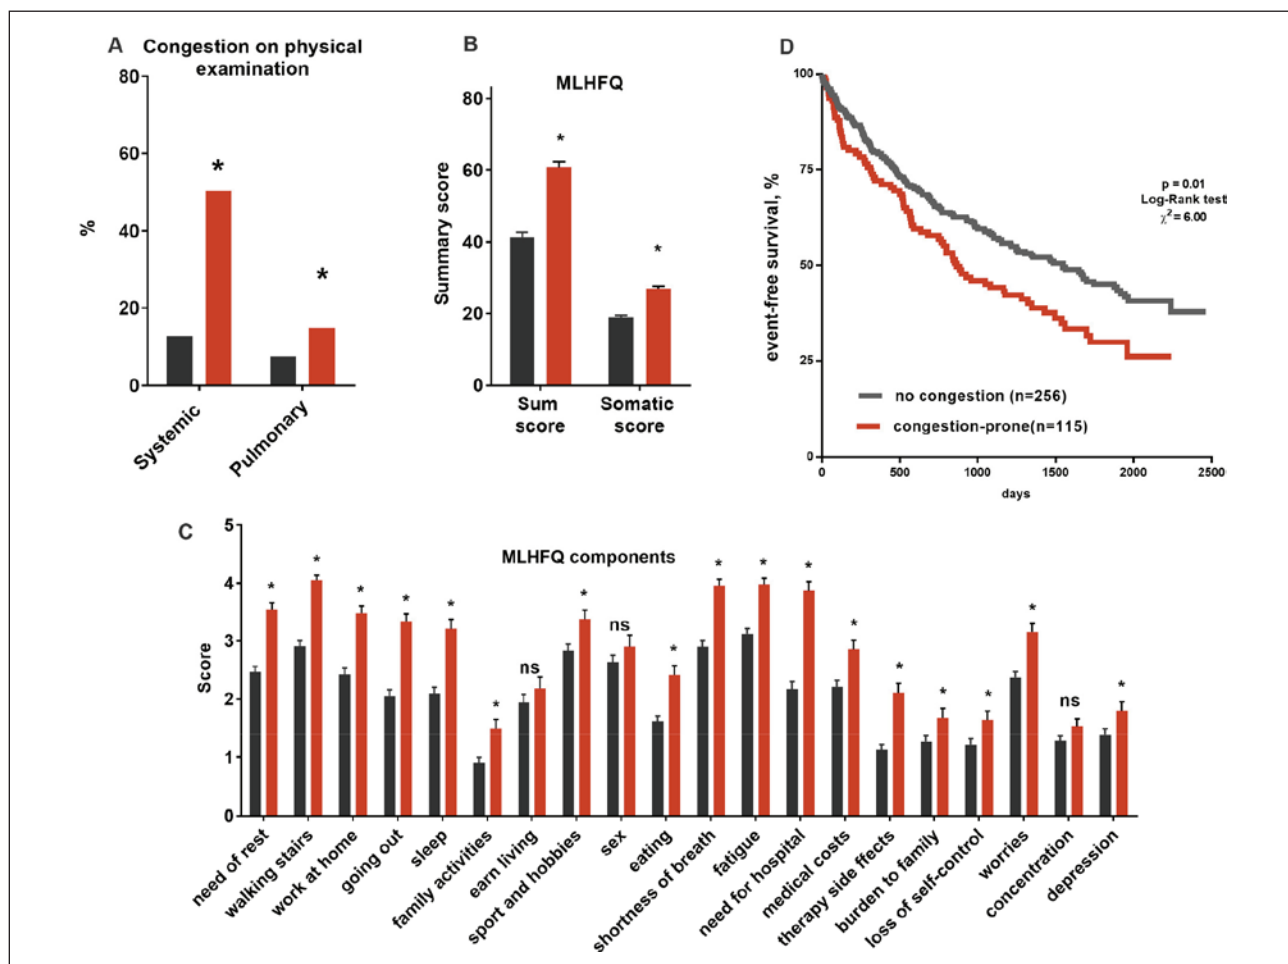 A
Congestion on physical
examination
80
60
40
20
0
%
*
*
Systemic
Pulmonary
B
MLHFQ
80
60
40
20
0
Summary score
*
*
Sum
score
Somatic
score
D
100
75
50
25
0
event-free survival, %
p = 0.01
Log-Rank test
χ²= 6.00
no congestion (n=256)
congestion-prone(n=115)
0
500
1000
1500
2000
2500
days
C
MLHFQ components
5
4
3
2
1
0
Score
*
*
*
*
*
*
ns
*
ns
*
*
*
*
*
*
*
*
*
ns
*
need of rest
walking stairs
work at home
going out
sleep
family activities
earn living
sport and hobbies
sex
eating
shortness of breath
fatigue
need for hospital
medical costs
therapy side ffects
burden to family
loss of self-control
worries
concentration
depression